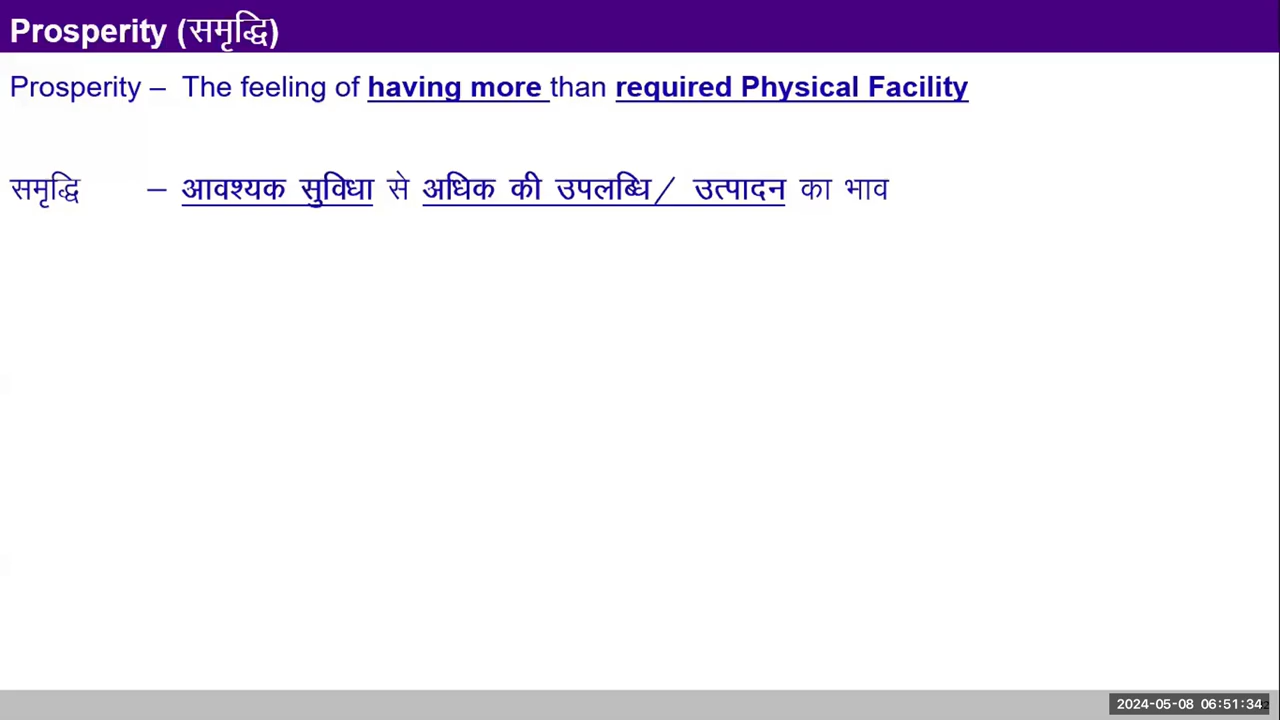 Prosperity (समृद्धि)
Prosperity – The feeling of having more than required Physical Facility
समृद्धि – आवश्यक सुविधा से अधिक की उपलब्धि/ उत्पादन का भाव
2024-05-08 06:51:34